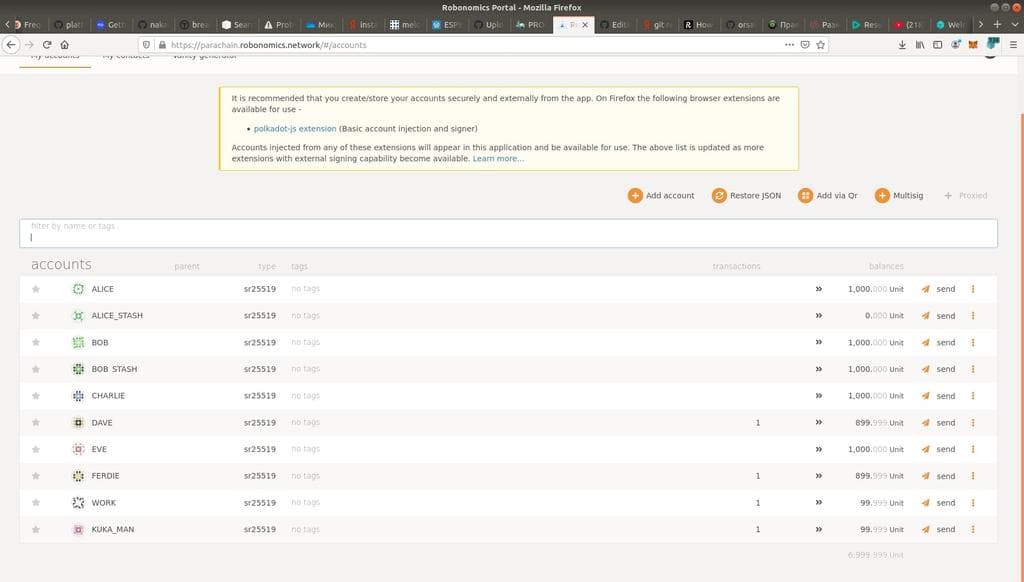 Robonomics Portal - Mozilla Firefox
Freq
plat
Gett
naka
brea
Sear
Prob
Мик
inst
melo
ESP
Uplo
PRO
Edit
git r
How
orsa
Прая
Разн
Resu
(21
Welc
https://parachain.robonomics.network/#/accounts
My accounts My contacts Vanity generator
It is recommended that you create/store your accounts securely and externally from the app. On Firefox the following browser extensions are
available for use -
• polkadot-js extension (Basic account injection and signer)
Accounts injected from any of these extensions will appear in this application and be available for use. The above list is updated as more
extensions with external signing capability become available. Learn more...
Add account Restore JSON Add via Qr Multisig Proxied
filter by name or tags
accounts parent type tags transactions balances
ALICE sr25519 no tags 1,000.000 Unit send
ALICE_STASH sr25519 no tags 0.000 Unit send
BOB sr25519 no tags 1,000.000 Unit send
BOB_STASH sr25519 no tags 1,000.000 Unit send
CHARLIE sr25519 no tags 1,000.000 Unit send
DAVE sr25519 no tags 1 899.999 Unit send
EVE sr25519 no tags 1,000.000 Unit send
FERDIE sr25519 no tags 1 899.999 Unit send
WORK sr25519 no tags 1 99.999 Unit send
KUKA_MAN sr25519 no tags 1 99.999 Unit send
6,999.999 Unit